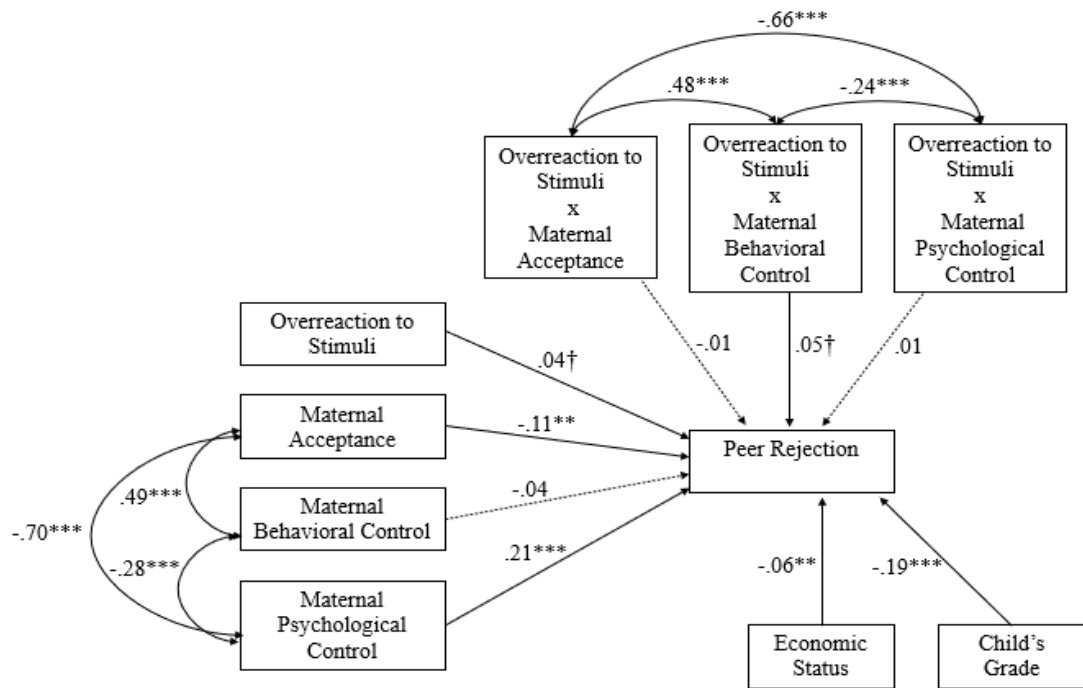 -.66***
.48***
-.24***
Overreaction to
Stimuli
x
Maternal
Acceptance
Overreaction to
Stimuli
x
Maternal
Behavioral
Control
Overreaction to
Stimuli
x
Maternal
Psychological
Control
-.01
.05†
.01
Overreaction to
Stimuli
.04†
Maternal
Acceptance
-.11**
Peer Rejection
Maternal
Behavioral Control
-.04
.49***
-.70***
-.28***
Maternal
Psychological
Control
.21***
-.06**
-.19***
Economic
Status
Child's
Grade